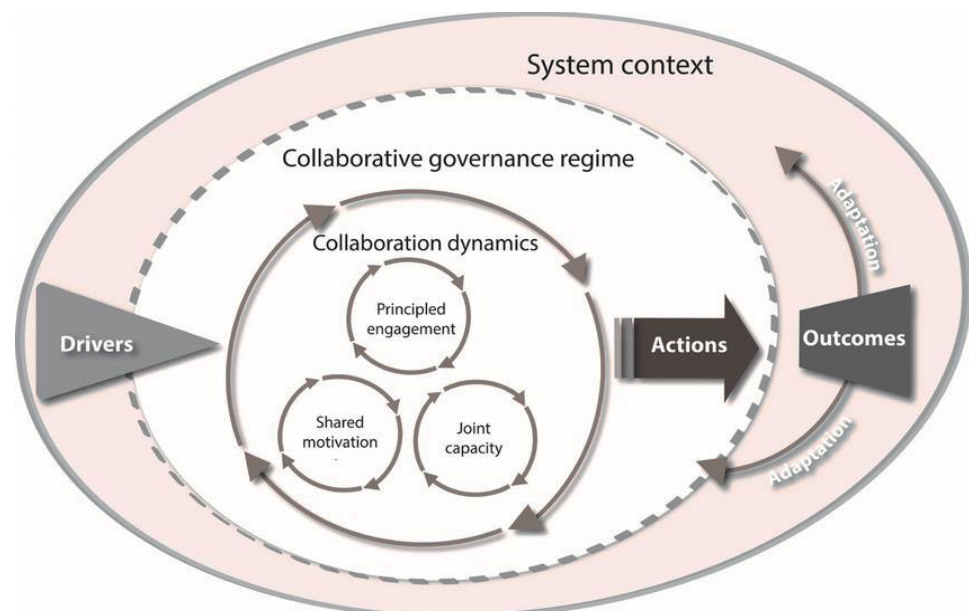 System context
Collaborative governance regime
Collaboration dynamics
Principled
engagement
Shared
motivation
Joint
capacity
Drivers
Actions
Outcomes
Adaptation
Adaptation